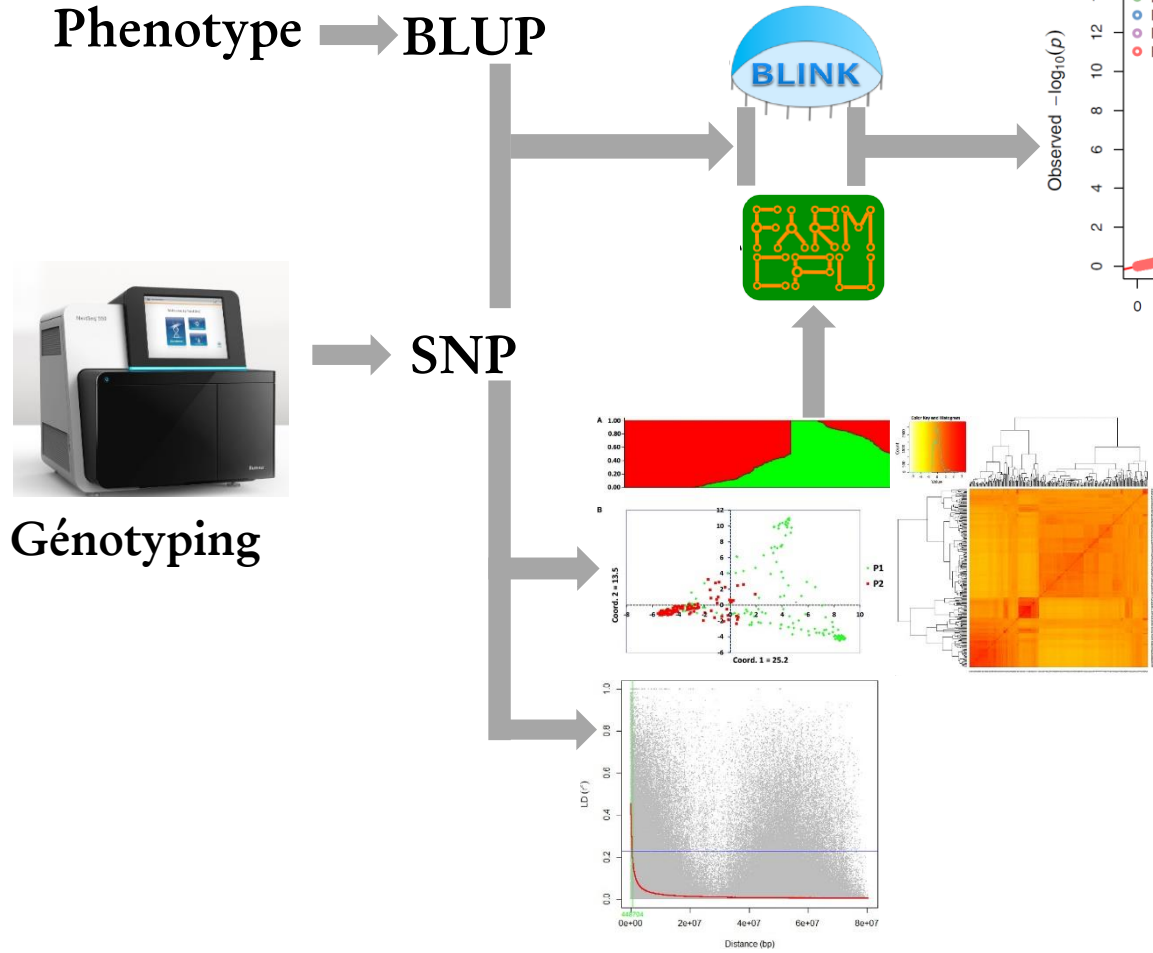 Phenotype
BLUP
BLINK
FARM
CPU
Observed −log₁₀(p)
12
10
8
6
4
2
0
0
NextSeq 550
SNP
Génotyping
A
1.00
0.80
0.60
0.40
0.20
0.00
Color Key and Histogram
Count
Value
B
12
10
8
6
4
2
0
-8
-6
-4
-2
0
2
4
6
8
10
-2
-4
-6
P1
P2
Coord. 2 = 13.5
Coord. 1 = 25.2
LD (r²)
1.0
0.8
0.6
0.4
0.2
0.0
0e+00
2e+07
4e+07
6e+07
8e+07
Distance (bp)